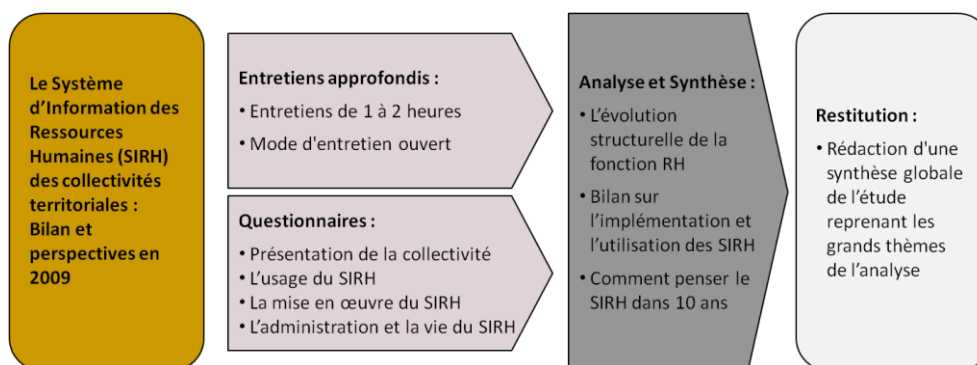 Le Système
d'Information des
Ressources
Humaines (SIRH)
des collectivités
territoriales :
Bilan et
perspectives en
2009
Entretiens approfondis :
• Entretiens de 1 à 2 heures
• Mode d'entretien ouvert
Questionnaires :
• Présentation de la collectivité
• L'usage du SIRH
• La mise en œuvre du SIRH
• L'administration et la vie du SIRH
Analyse et Synthèse :
• L'évolution
structurelle de la
fonction RH
• Bilan sur
l'implémentation et
l'utilisation des SIRH
• Comment penser le
SIRH dans 10 ans
Restitution :
• Rédaction d'une
synthèse globale
de l'étude
reprenant les
grands thèmes
de l'analyse